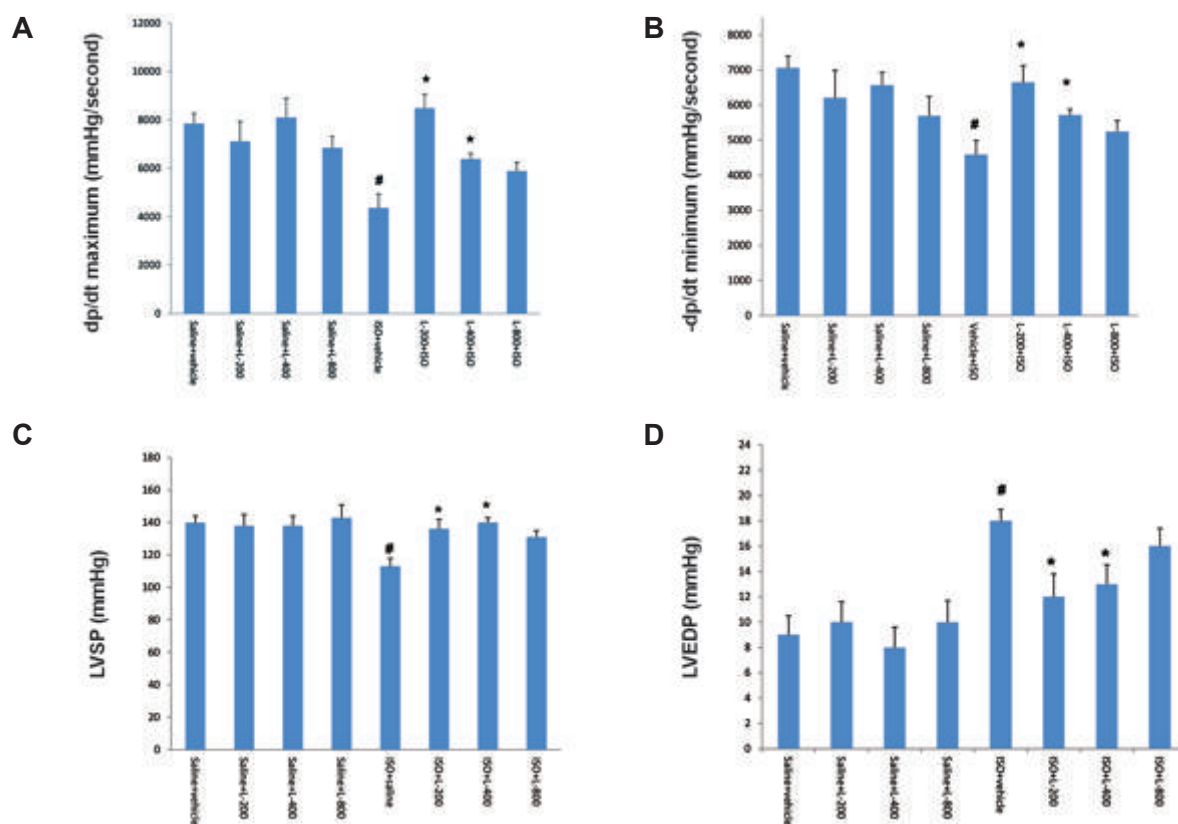 A
dp/dt maximum (mmHg/second)
12000
10000
8000
6000
4000
2000
0
#
*
*
Saline+vehicle
Saline+L-200
Saline+L-400
Saline+L-800
ISO+vehicle
L-200+ISO
L-400+ISO
L-800+ISO
B
-dp/dt minimum (mmHg/second)
8000
7000
6000
5000
4000
3000
2000
1000
0
#
*
*
Saline+vehicle
Saline+L-200
Saline+L-400
Saline+L-800
Vehicle+ISO
L-200+ISO
L-400+ISO
L-800+ISO
C
LVSP (mmHg)
180
160
140
120
100
80
60
40
20
0
#
*
*
Saline+vehicle
Saline+L-200
Saline+L-400
Saline+L-800
ISO+saline
ISO+L-200
ISO+L-400
ISO+L-800
D
LVEDP (mmHg)
24
22
20
18
16
14
12
10
8
6
4
2
0
#
*
*
Saline+vehicle
Saline+L-200
Saline+L-400
Saline+L-800
ISO+vehicle
ISO+L-200
ISO+L-400
ISO+L-800